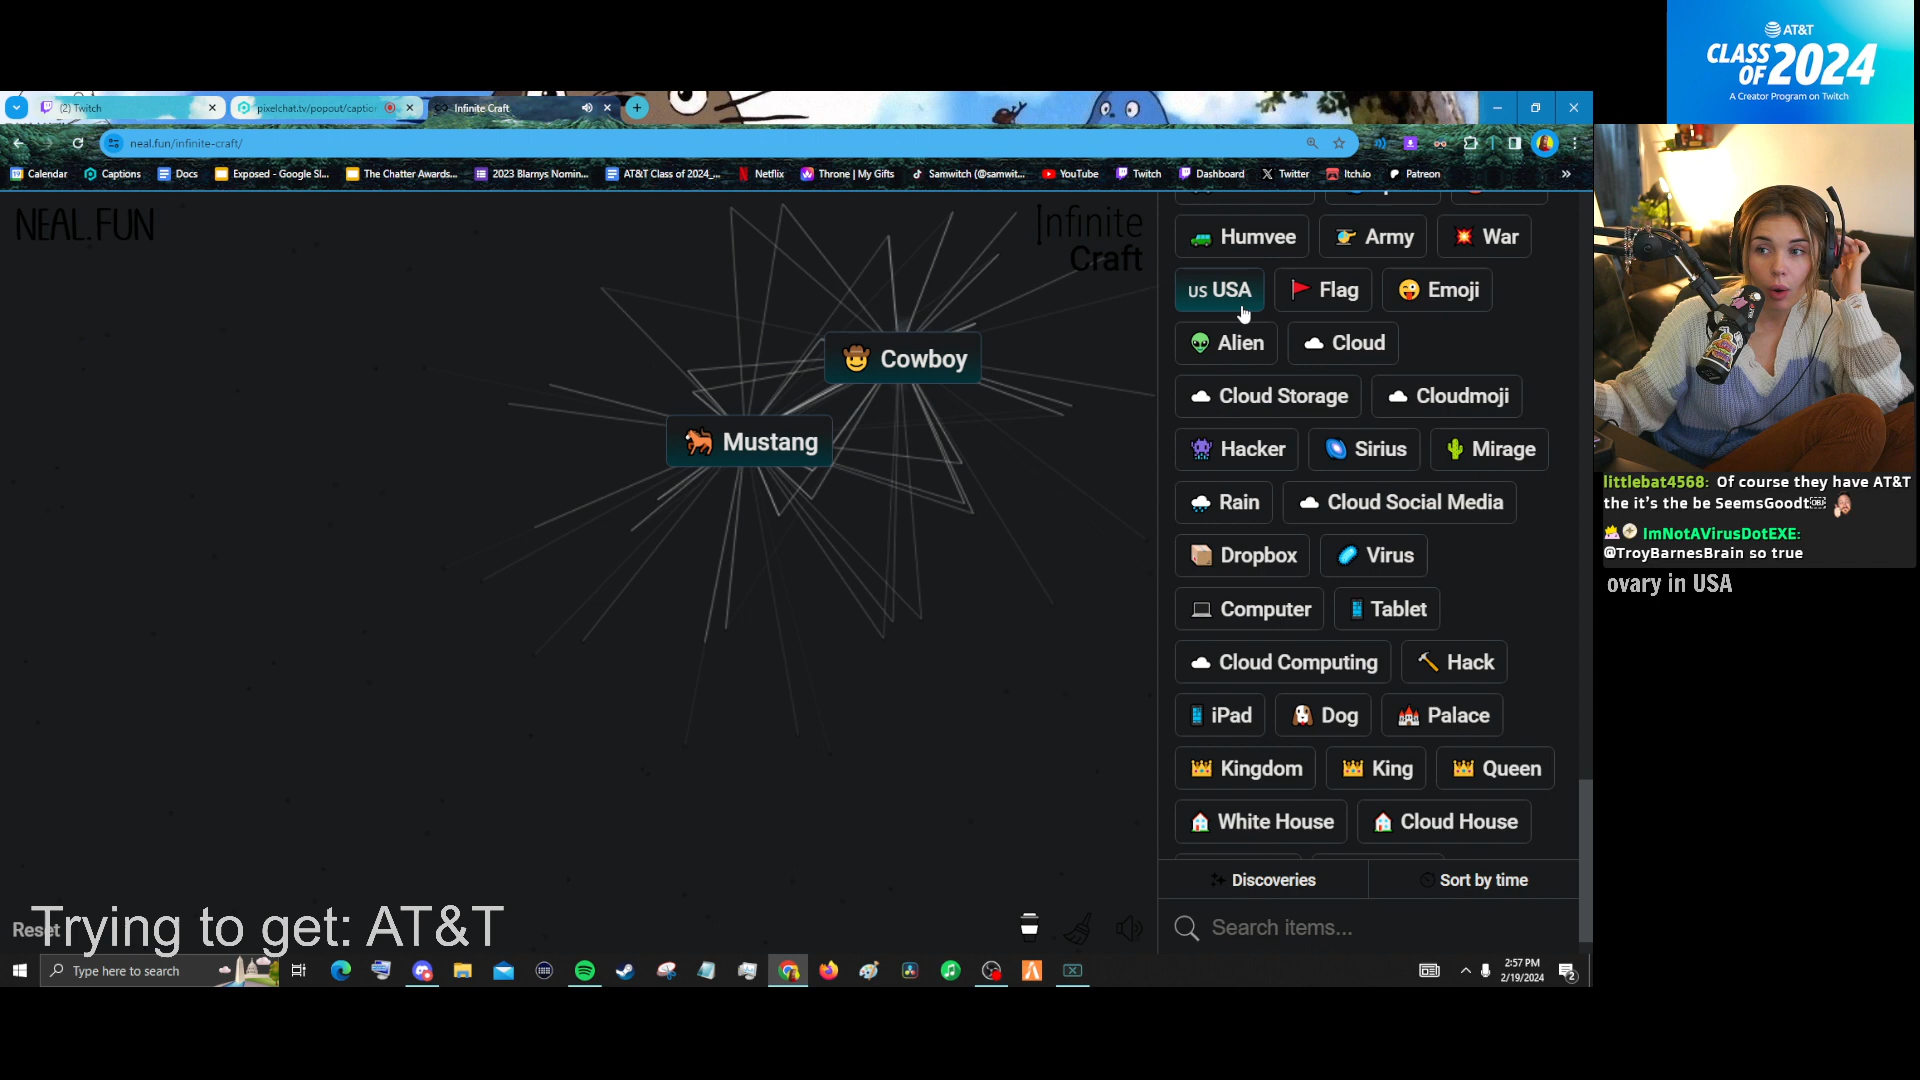 AT&T
CLASS
OF 2024
A Creator Program on Twitch
(2) Twitch
pixelchat.tv/popout/captio
Infinite Craft
neal.fun/infinite-craft/
Calendar
Captions
Docs
Exposed - Google Sl...
The Chatter Awards...
2023 Blarnys Nomin...
AT&T Class of 2024_...
Netflix
Throne | My Gifts
Samwitch (@samwit...
YouTube
Twitch
Dashboard
Twitter
Itch.io
Patreon
NEAL.FUN
Infinite
Craft
Cowboy
Mustang
Humvee
Army
War
US USA
Flag
Emoji
Alien
Cloud
Cloud Storage
Cloudmoji
Hacker
Sirius
Mirage
Rain
Cloud Social Media
Dropbox
Virus
Computer
Tablet
Cloud Computing
Hack
iPad
Dog
Palace
Kingdom
King
Queen
White House
Cloud House
Discoveries
Sort by time
Search items...
littlebat4568: Of course they have AT&T
the it's the be SeemsGoodt
ImNotAVirusDotEXE:
@TroyBarnesBrain so true
ovary in USA
Reset
Trying to get: AT&T
Type here to search
2:57 PM
2/19/2024
2